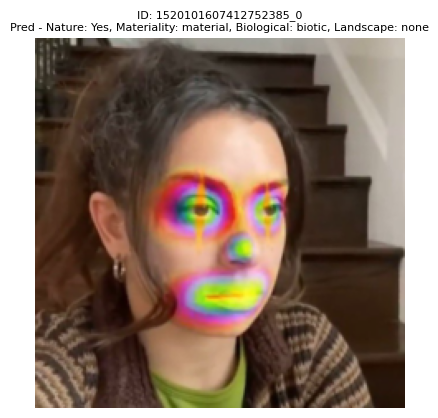 ID: 1520101607412752385_0
Pred - Nature: Yes, Materiality: material, Biological: biotic, Landscape: none